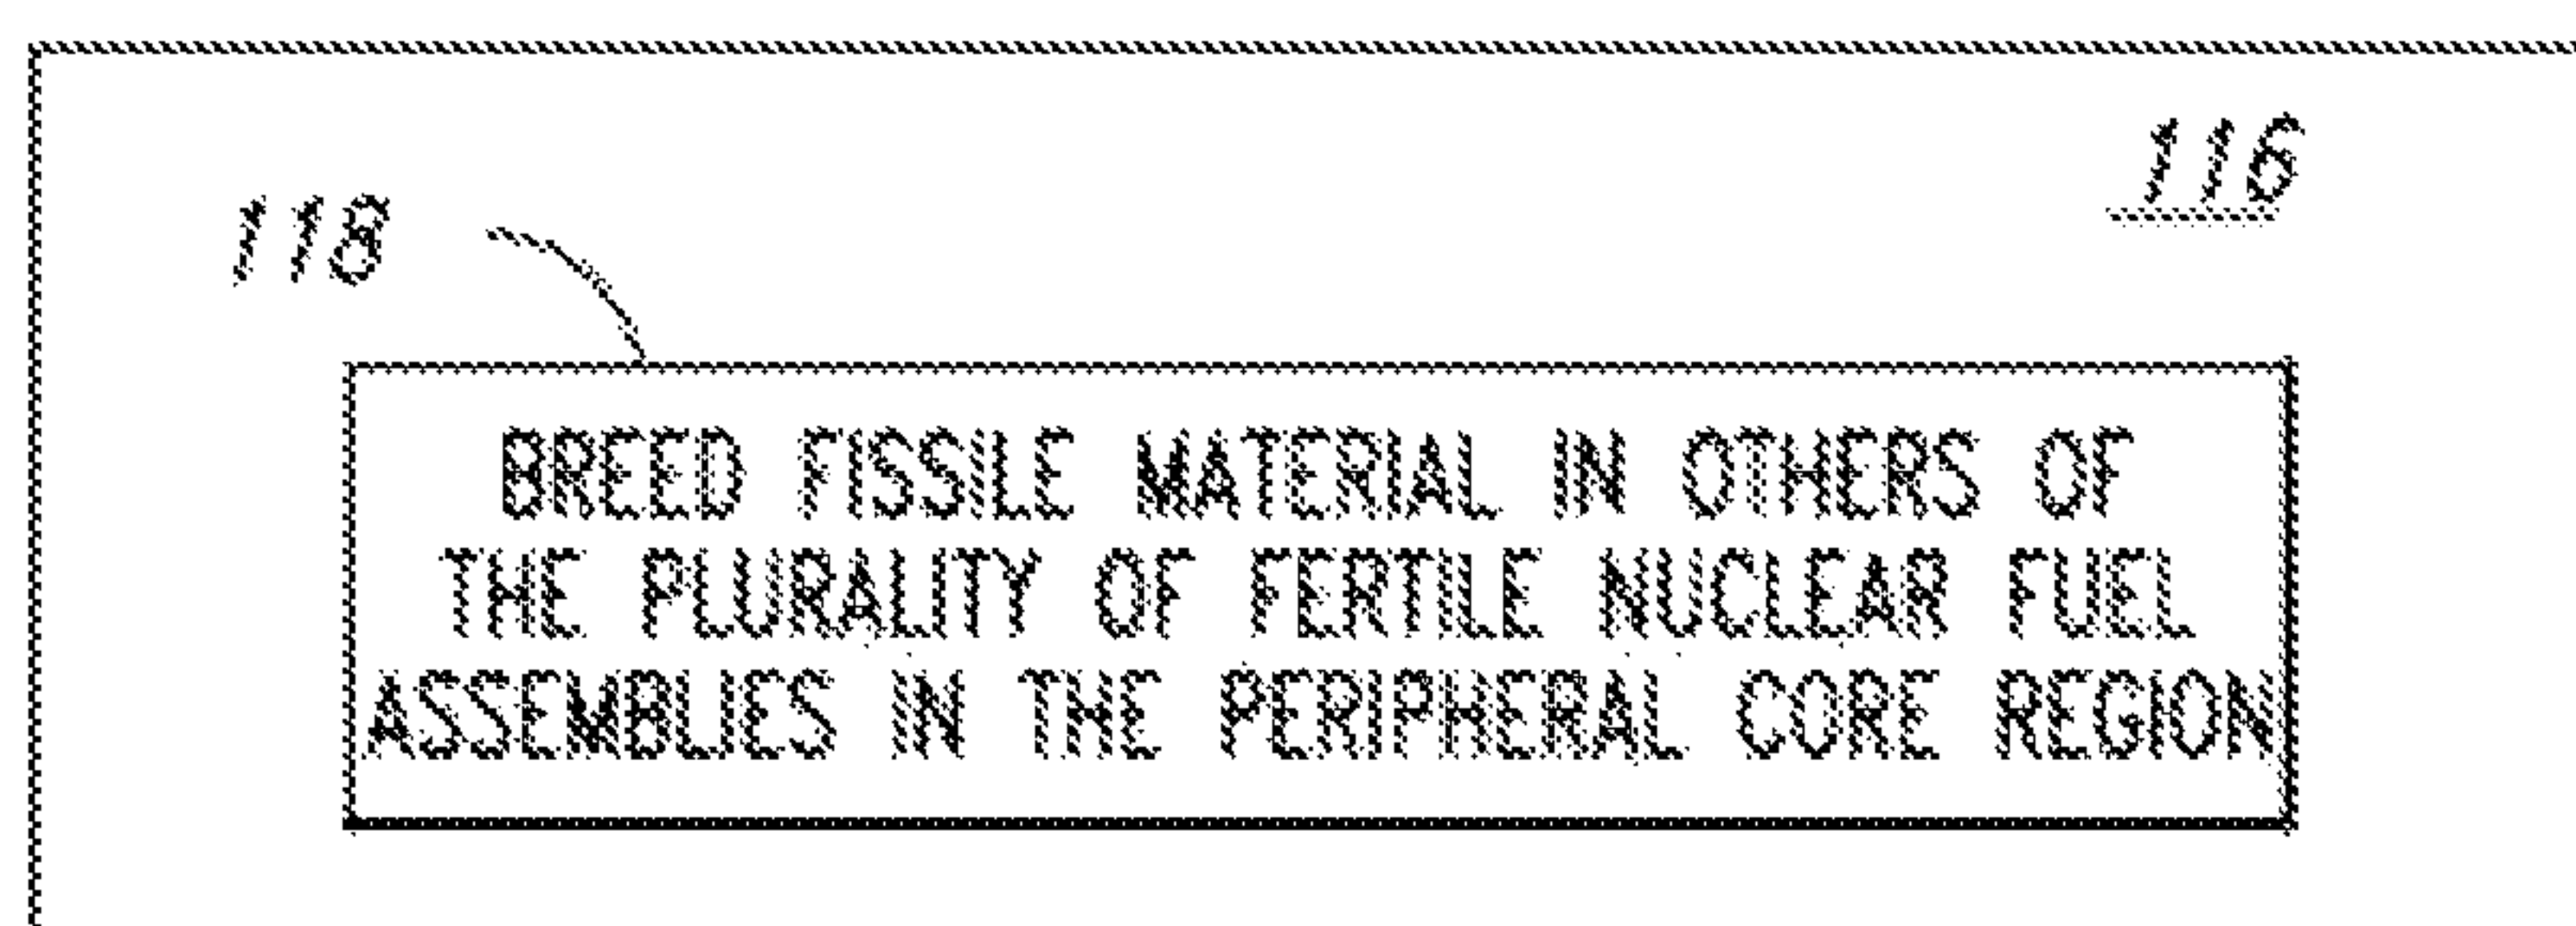 116
118
BREED FISSILE MATERIAL IN OTHERS OF
THE PLURALITY OF FERTILE NUCLEAR FUEL
ASSEMBLIES IN THE PERIPHERAL CORE REGION